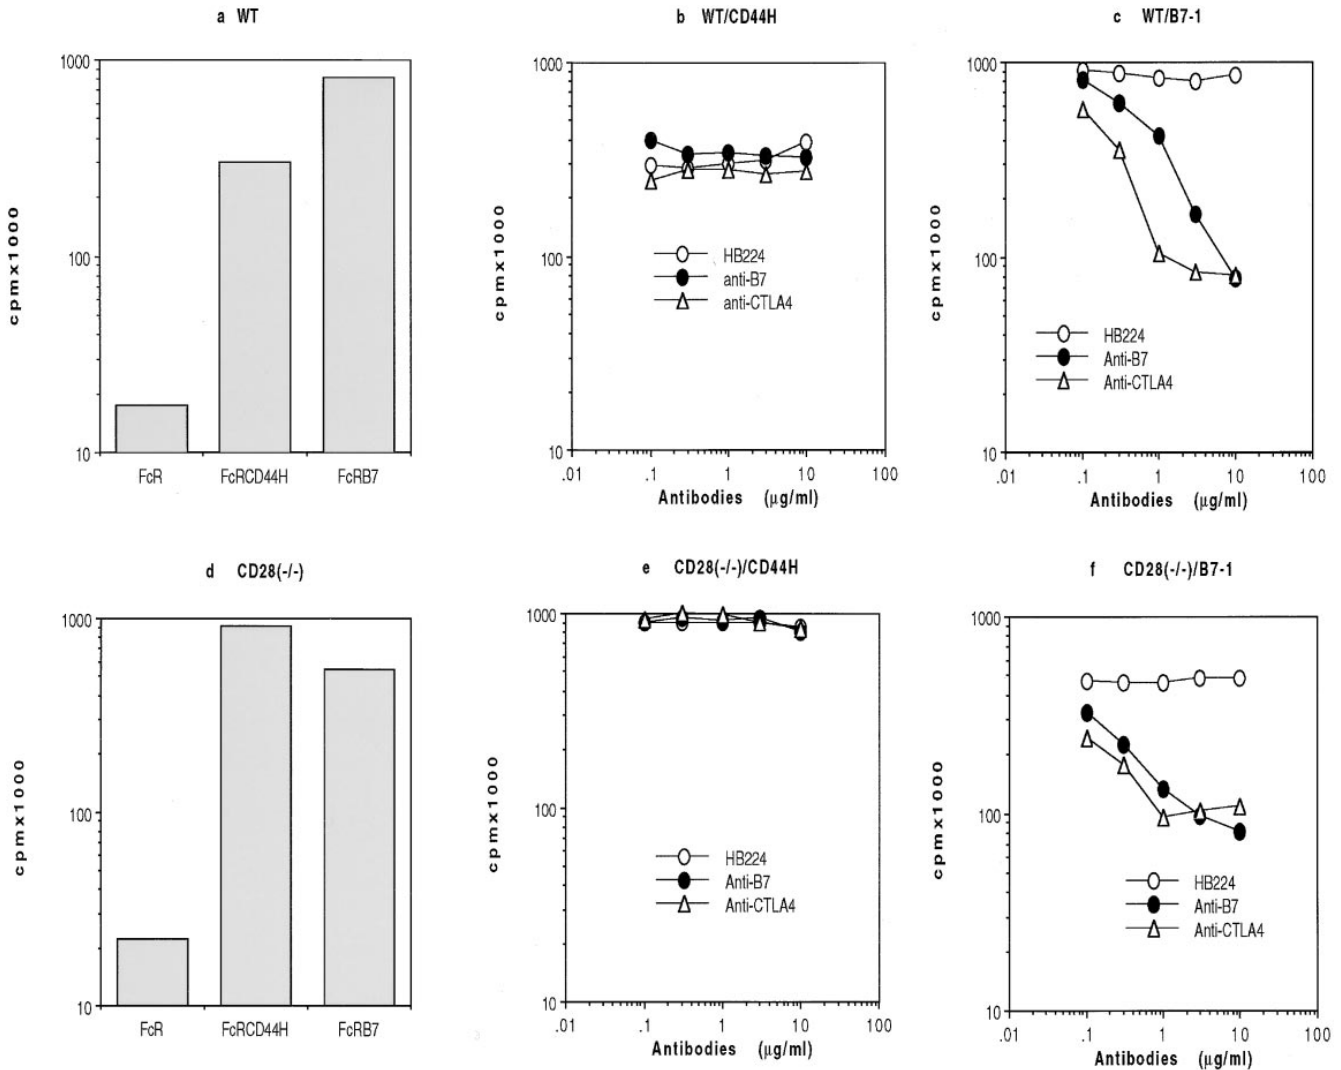 a WT
1000
100
10
cpmx1000
FcR FcRCD44H FcRB7
b WT/CD44H
1000
100
10
cpmx1000
HB224
anti-B7
anti-CTLA4
.01 .1 1 10 100
Antibodies (µg/ml)
c WT/B7-1
1000
100
10
cpmx1000
HB224
Anti-B7
Anti-CTLA4
.01 .1 1 10 100
Antibodies (µg/ml)
d CD28(-/-)
1000
100
10
cpmx1000
FcR FcRCD44H FcRB7
e CD28(-/-)/CD44H
1000
100
10
cpmx1000
HB224
Anti-B7
Anti-CTLA4
.01 .1 1 10 100
Antibodies (µg/ml)
f CD28(-/-)/B7-1
1000
100
10
cpmx1000
HB224
Anti-B7
Anti-CTLA4
.01 .1 1 10 100
Antibodies (µg/ml)